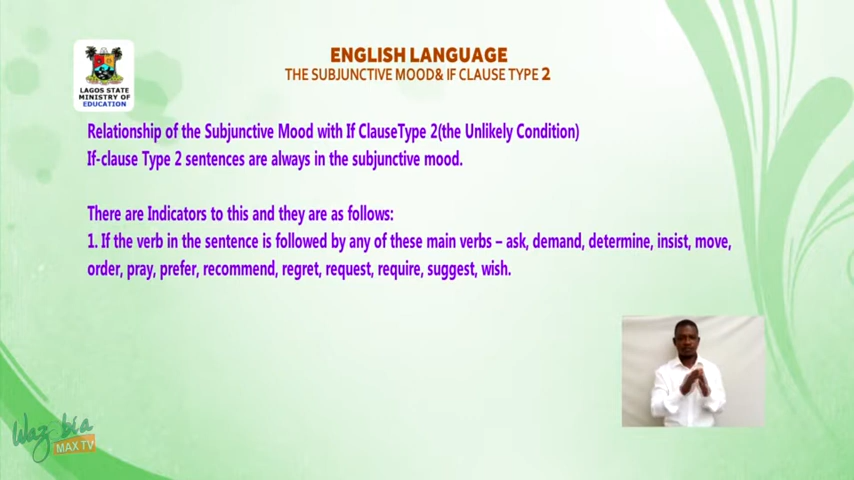 ENGLISH LANGUAGE
THE SUBJUNCTIVE MOOD& IF CLAUSE TYPE 2
LAGOS STATE
MINISTRY OF
EDUCATION
Relationship of the Subjunctive Mood with If ClauseType 2(the Unlikely Condition)
If-clause Type 2 sentences are always in the subjunctive mood.
There are Indicators to this and they are as follows:
1. If the verb in the sentence is followed by any of these main verbs – ask, demand, determine, insist, move,
order, pray, prefer, recommend, regret, request, require, suggest, wish.
Wazobia
MAX TV